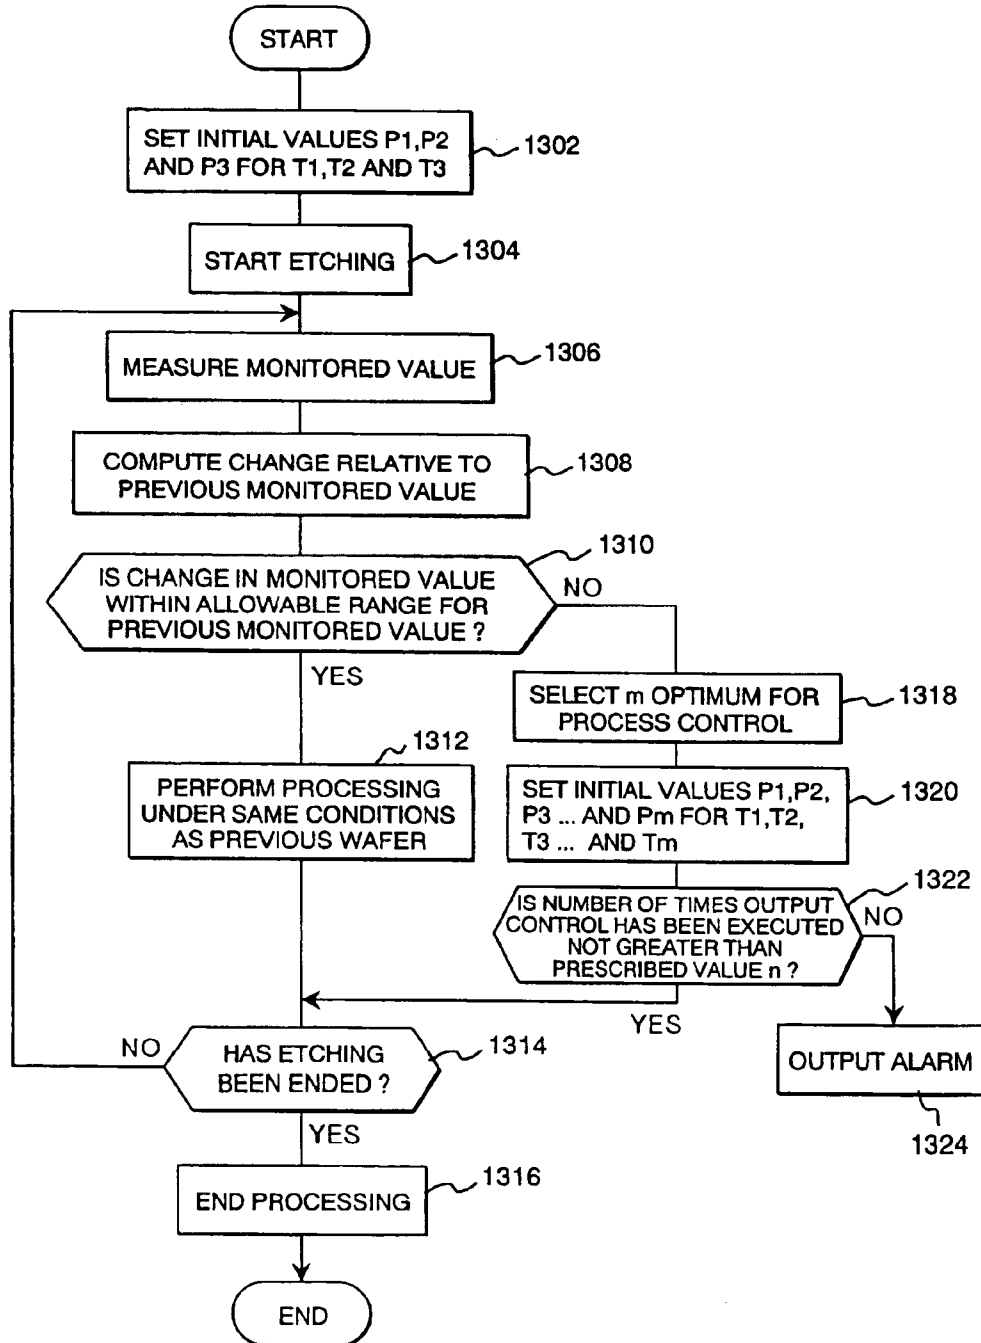 START
SET INITIAL VALUES P1,P2
AND P3 FOR T1,T2 AND T3
1302
START ETCHING
1304
MEASURE MONITORED VALUE
1306
COMPUTE CHANGE RELATIVE TO
PREVIOUS MONITORED VALUE
1308
IS CHANGE IN MONITORED VALUE
WITHIN ALLOWABLE RANGE FOR
PREVIOUS MONITORED VALUE ?
1310
NO
YES
SELECT m OPTIMUM FOR
PROCESS CONTROL
1318
1312
PERFORM PROCESSING
UNDER SAME CONDITIONS
AS PREVIOUS WAFER
SET INITIAL VALUES P1,P2,
P3 ... AND Pm FOR T1,T2,
T3 ... AND Tm
1320
IS NUMBER OF TIMES OUTPUT
CONTROL HAS BEEN EXECUTED
NOT GREATER THAN
PRESCRIBED VALUE n ?
1322
NO
YES
OUTPUT ALARM
1324
NO
HAS ETCHING
BEEN ENDED ?
1314
YES
END PROCESSING
1316
END